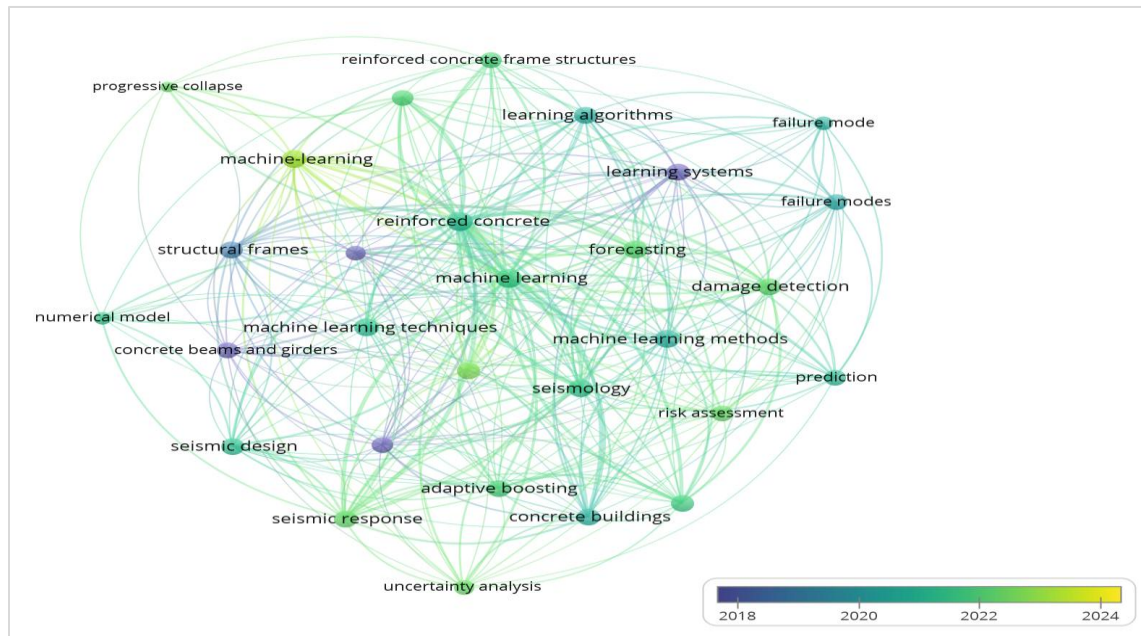 reinforced concrete frame structures
progressive collapse
learning algorithms
failure mode
machine-learning
learning systems
failure modes
reinforced concrete
structural frames
forecasting
machine learning
damage detection
numerical model
machine learning techniques
machine learning methods
concrete beams and girders
prediction
seismology
risk assessment
seismic design
adaptive boosting
seismic response
concrete buildings
uncertainty analysis
2018 2020 2022 2024